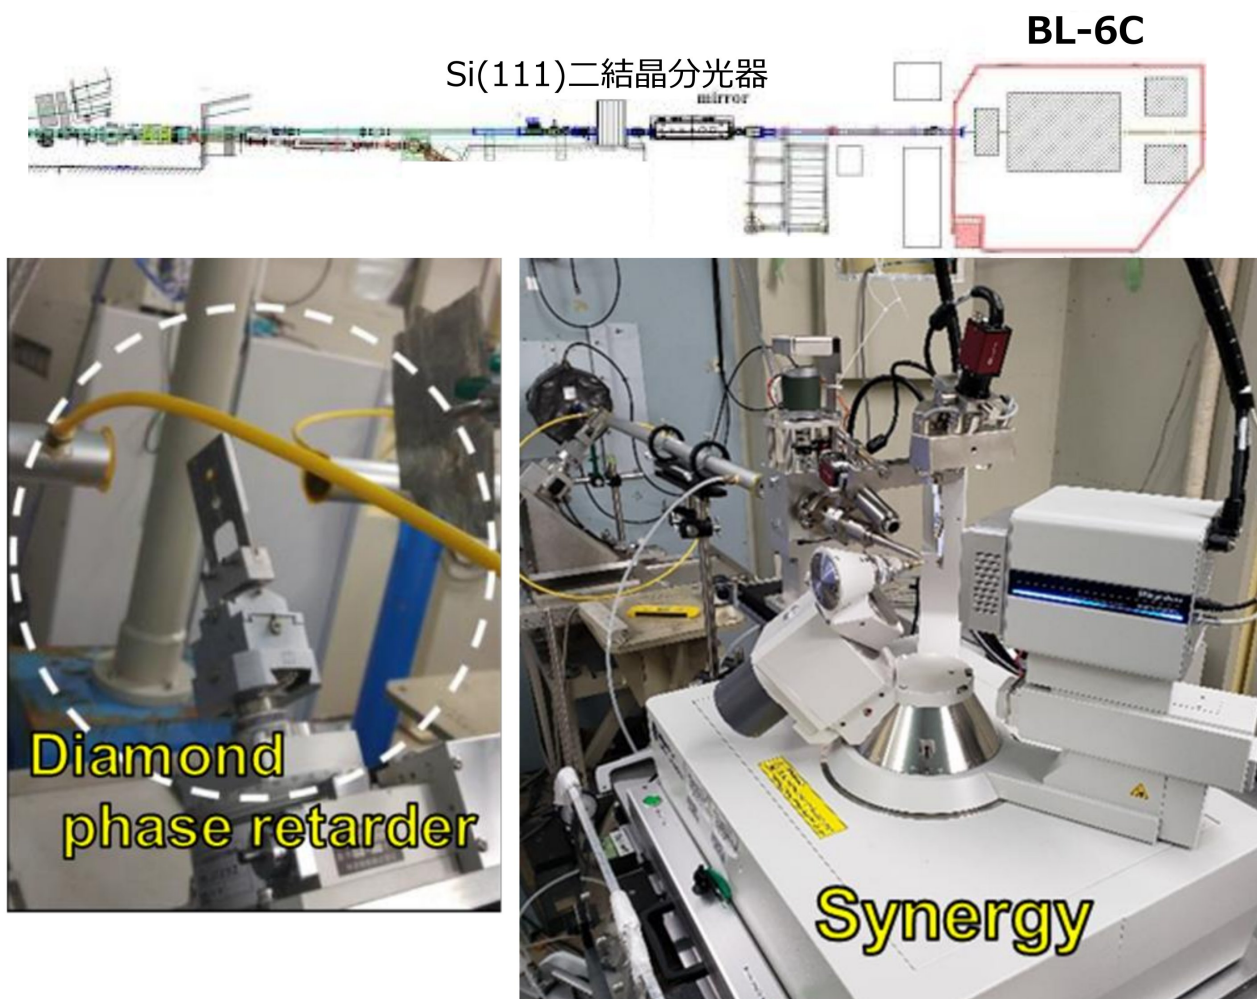 BL-6C
Si(111)二結晶分光器
mirror
Diamond
phase retarder
Synergy